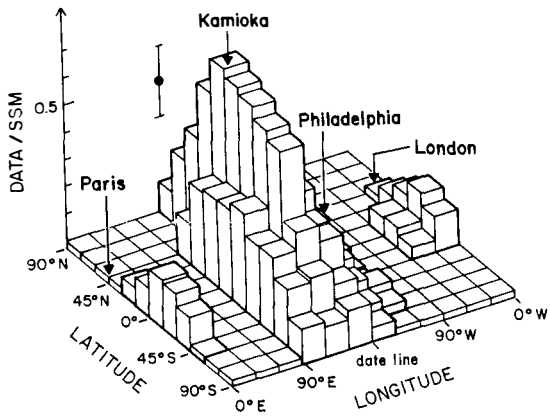 Kamioka
DATA / SSM
0.5
Philadelphia
London
Paris
90°N
45°N
0°
45°S
90°S
LATITUDE
0°E
90°E
date line
90°W
0°W
LONGITUDE